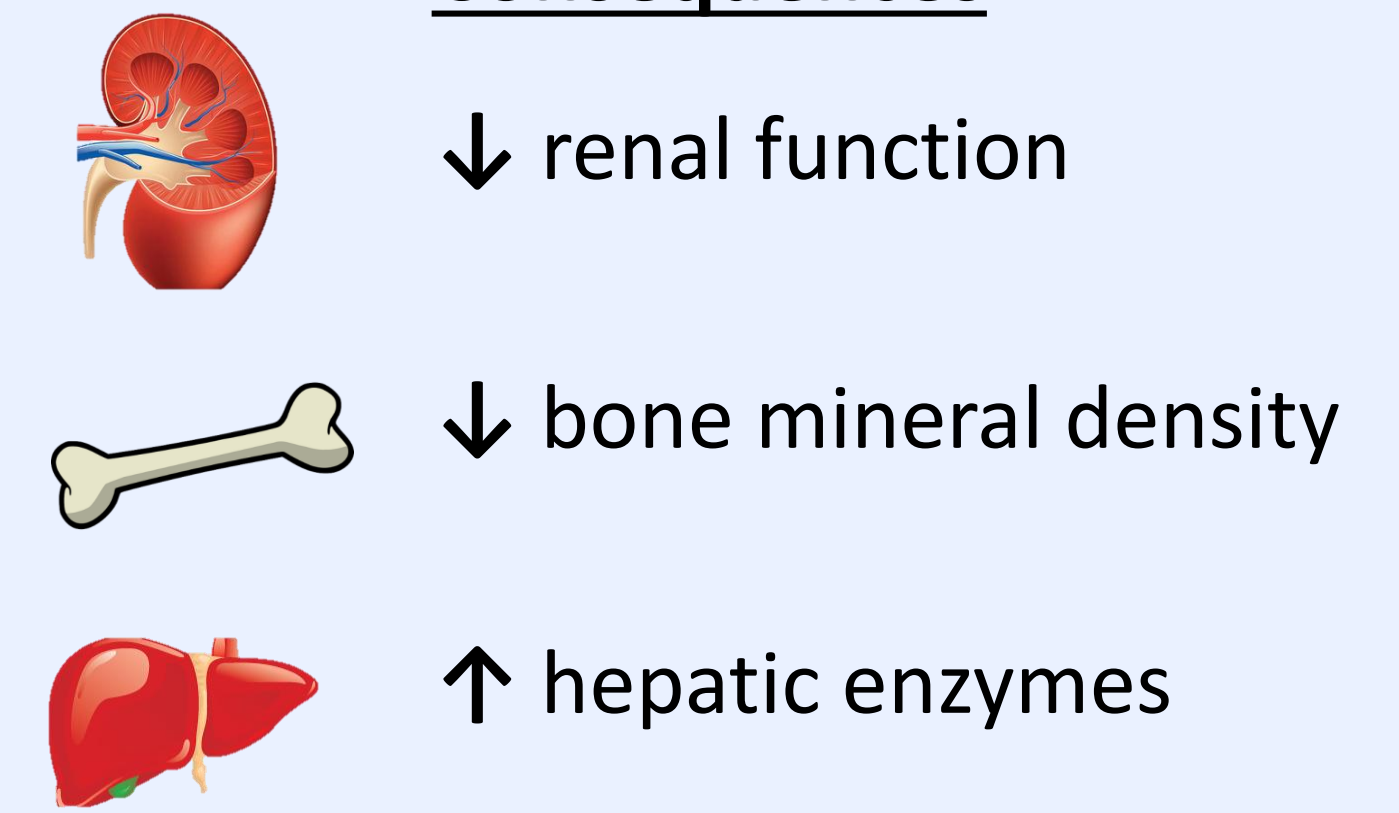 ↓ renal function
↓ bone mineral density
↑ hepatic enzymes